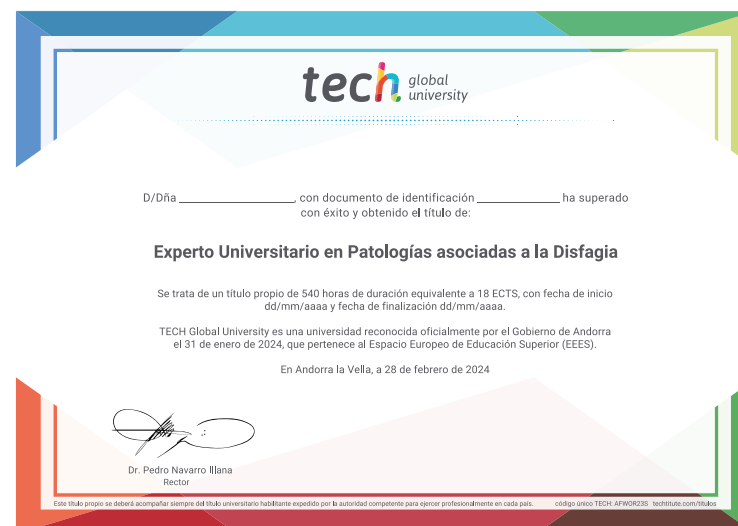 tech global university
D/Dña ____________________, con documento de identificación ______________ ha superado
con éxito y obtenido el título de:
Experto Universitario en Patologías asociadas a la Disfagia
Se trata de un título propio de 540 horas de duración equivalente a 18 ECTS, con fecha de inicio
dd/mm/aaaa y fecha de finalización dd/mm/aaaa.
TECH Global University es una universidad reconocida oficialmente por el Gobierno de Andorra
el 31 de enero de 2024, que pertenece al Espacio Europeo de Educación Superior (EEES).
En Andorra la Vella, a 28 de febrero de 2024
Dr. Pedro Navarro Illana
Rector
Este título propio se deberá acompañar siempre del título universitario habilitante expedido por la autoridad competente para ejercer profesionalmente en cada país. código único TECH: AFWOR23S techtitute.com/titulos